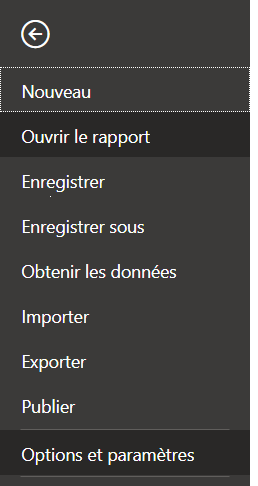 Nouveau
Ouvrir le rapport
Enregistrer
Enregistrer sous
Obtenir les données
Importer
Exporter
Publier
Options et paramètres